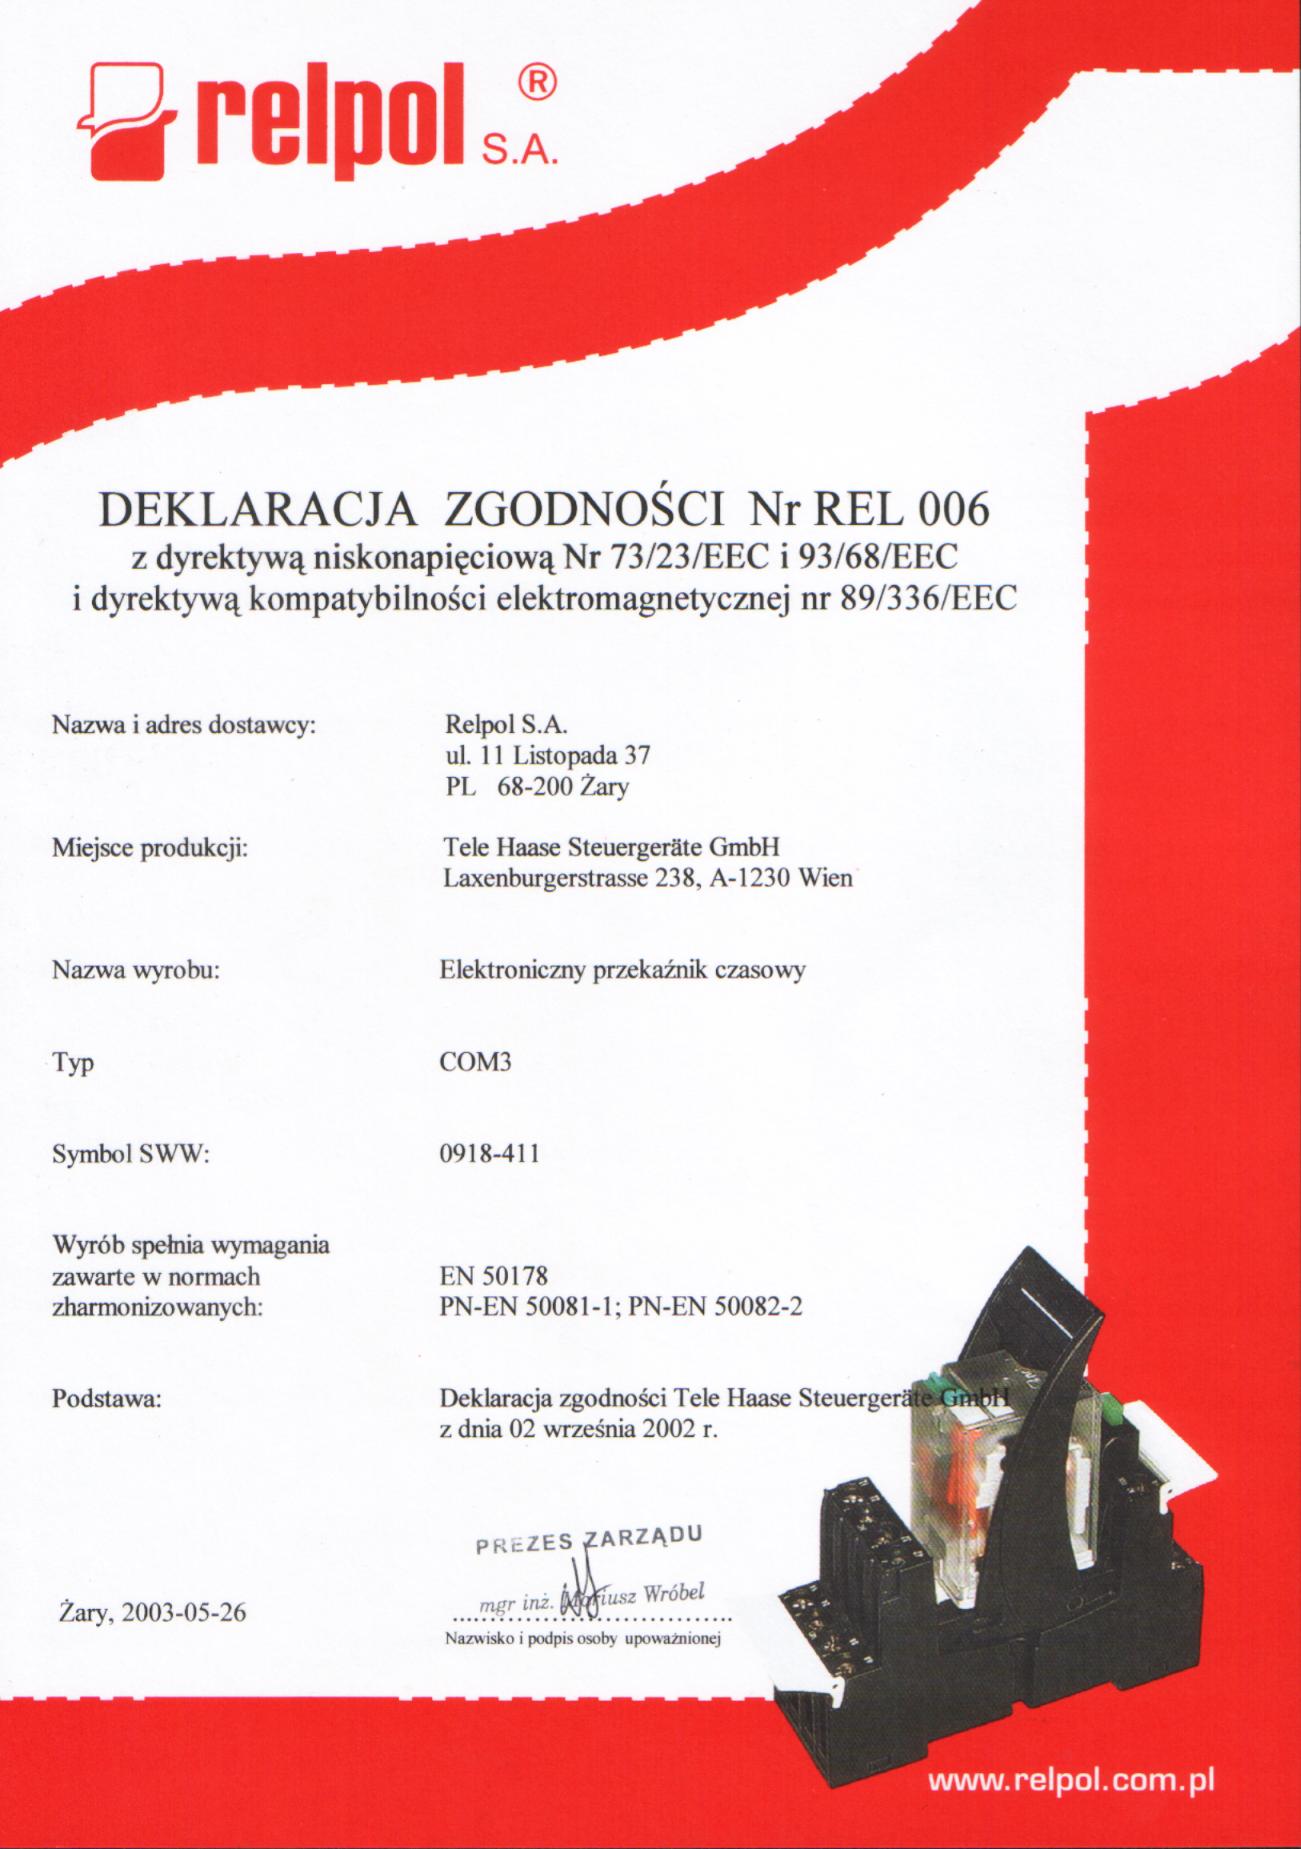 relpol ®
S.A.
DEKLARACJA ZGODNOŚCI Nr REL 006
z dyrektywą niskonapięciową Nr 73/23/EEC i 93/68/EEC
i dyrektywą kompatybilności elektromagnetycznej nr 89/336/EEC
Nazwa i adres dostawcy: Relpol S.A.
ul. 11 Listopada 37
PL 68-200 Żary
Miejsce produkcji: Tele Haase Steuergeräte GmbH
Laxenburgerstrasse 238, A-1230 Wien
Nazwa wyrobu: Elektroniczny przekaźnik czasowy
Typ COM3
Symbol SWW: 0918-411
Wyrób spełnia wymagania
zawarte w normach EN 50178
zharmonizowanych: PN-EN 50081-1; PN-EN 50082-2
Podstawa: Deklaracja zgodności Tele Haase Steuergeräte GmbH
z dnia 02 września 2002 r.
PREZES ZARZĄDU
mgr inż. Mariusz Wróbel
Żary, 2003-05-26
Nazwisko i podpis osoby upoważnionej
www.relpol.com.pl